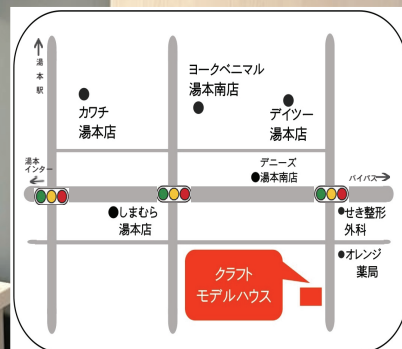 湯本駅
ヨークベニマル
湯本南店
カワチ
湯本店
デイツー
湯本店
湯本
インター
デニーズ
湯本南店
バイパス
しまむら
湯本店
せき整形
外科
クラフト
モデルハウス
オレンジ
薬局